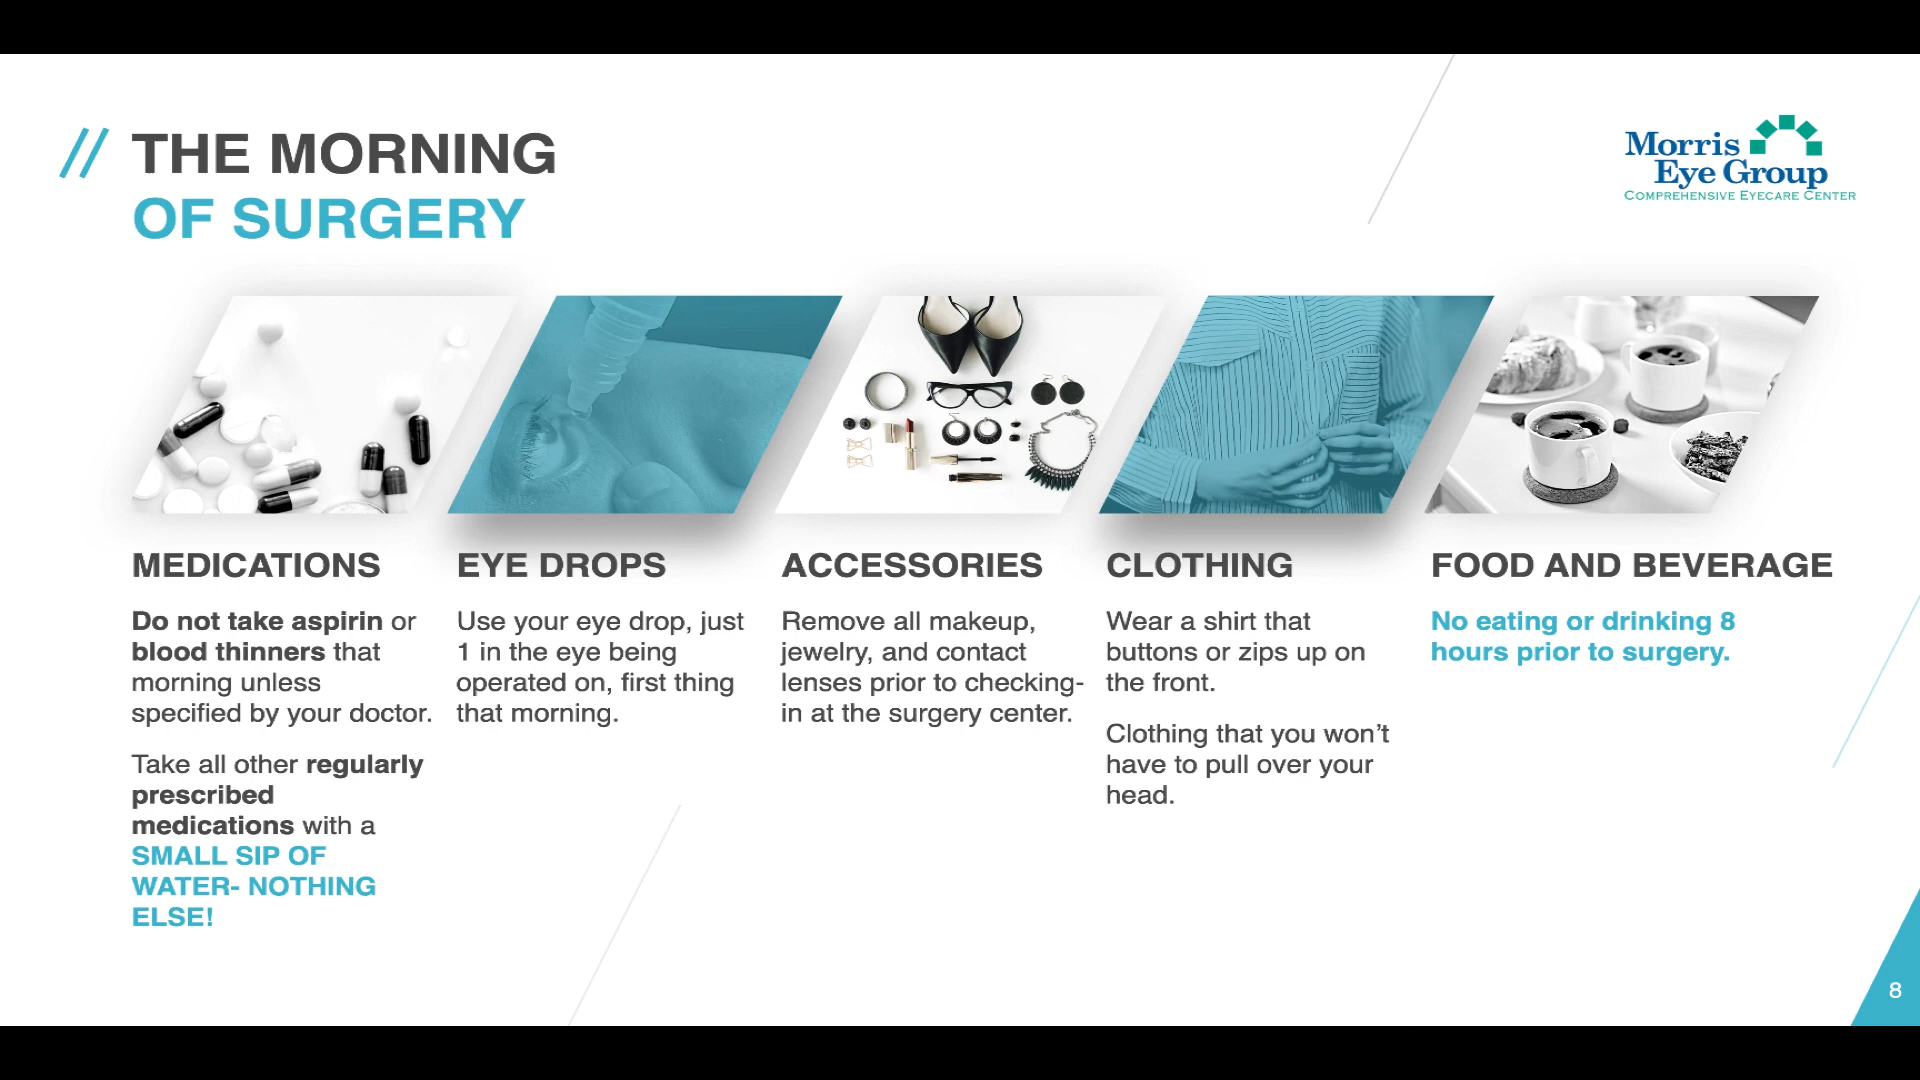 THE MORNING
OF SURGERY
Morris
Eye Group
COMPREHENSIVE EYECARE CENTER
MEDICATIONS
Do not take aspirin or
blood thinners that
morning unless
specified by your doctor.
Take all other regularly
prescribed
medications with a
SMALL SIP OF
WATER- NOTHING
ELSE!
EYE DROPS
Use your eye drop, just
1 in the eye being
operated on, first thing
that morning.
ACCESSORIES
Remove all makeup,
jewelry, and contact
lenses prior to checking-
in at the surgery center.
CLOTHING
Wear a shirt that
buttons or zips up on
the front.
Clothing that you won’t
have to pull over your
head.
FOOD AND BEVERAGE
No eating or drinking 8
hours prior to surgery.
8